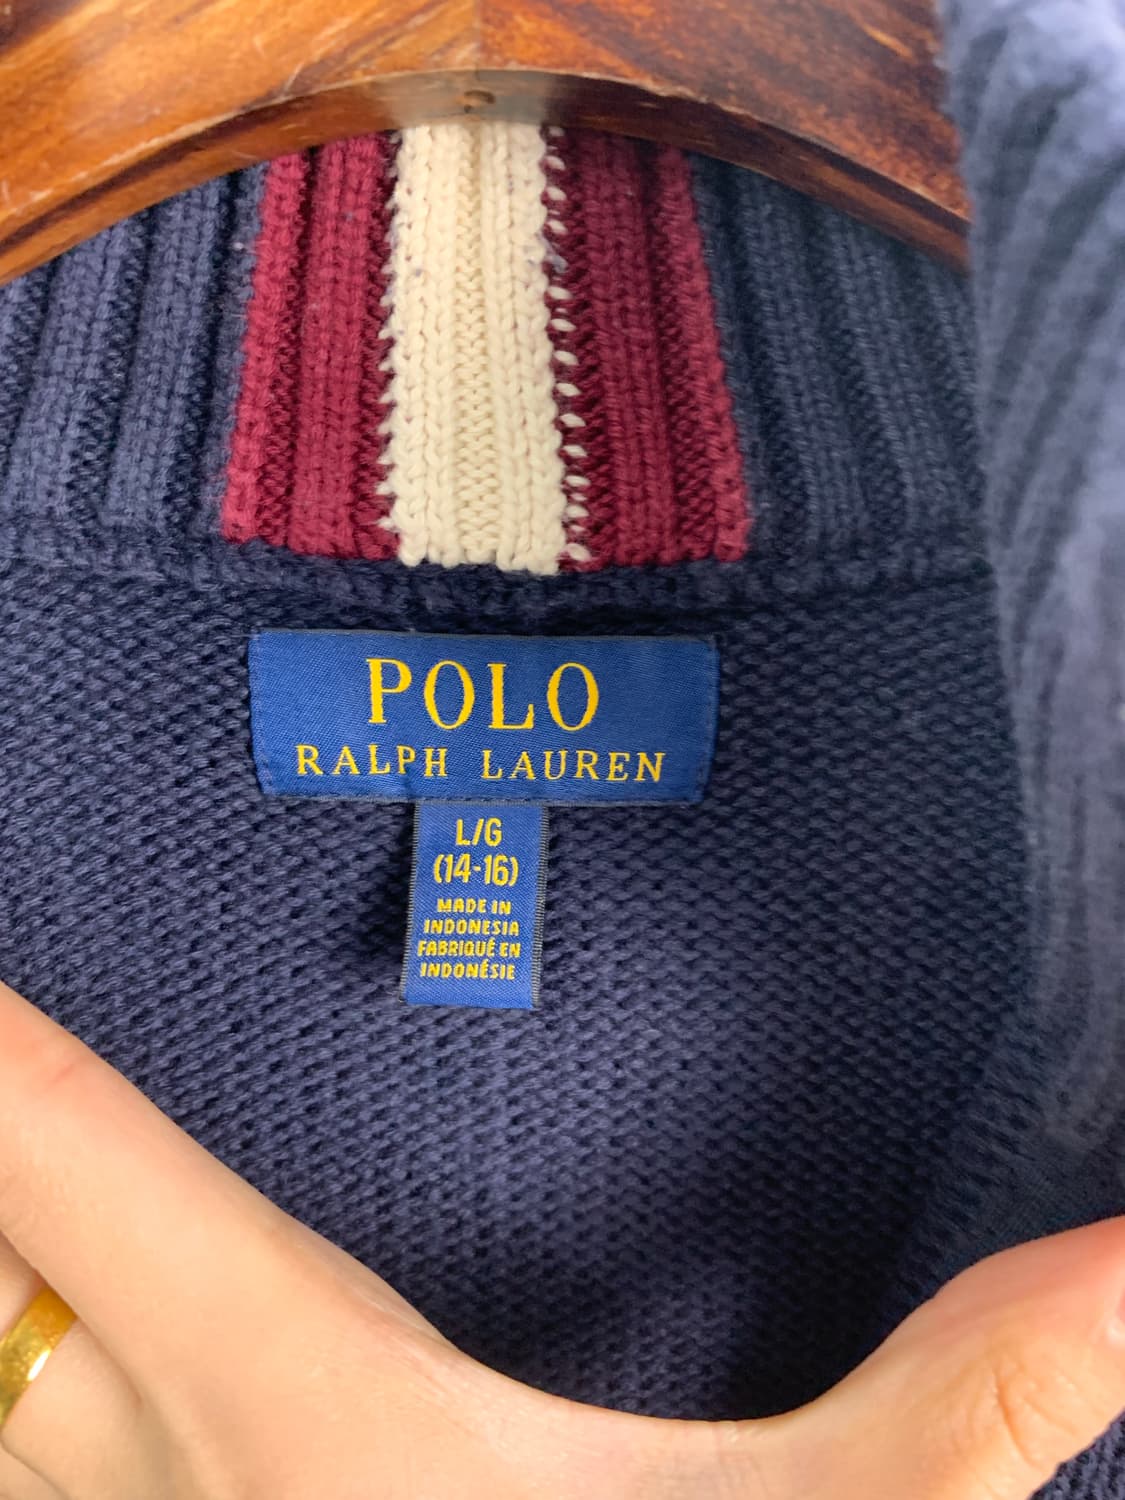 POLO
RALPH LAUREN
L/G
(14-16)
MADE IN
INDONESIA
FABRIQUÉ EN
INDONÉSIE